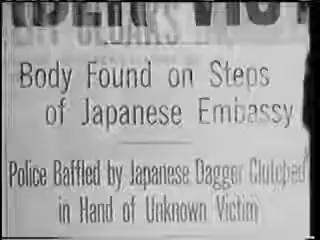 Body Found on Steps
of Japanese Embassy
Police Baffled by Japanese Dagger Clutched
in Hand of Unknown Victim